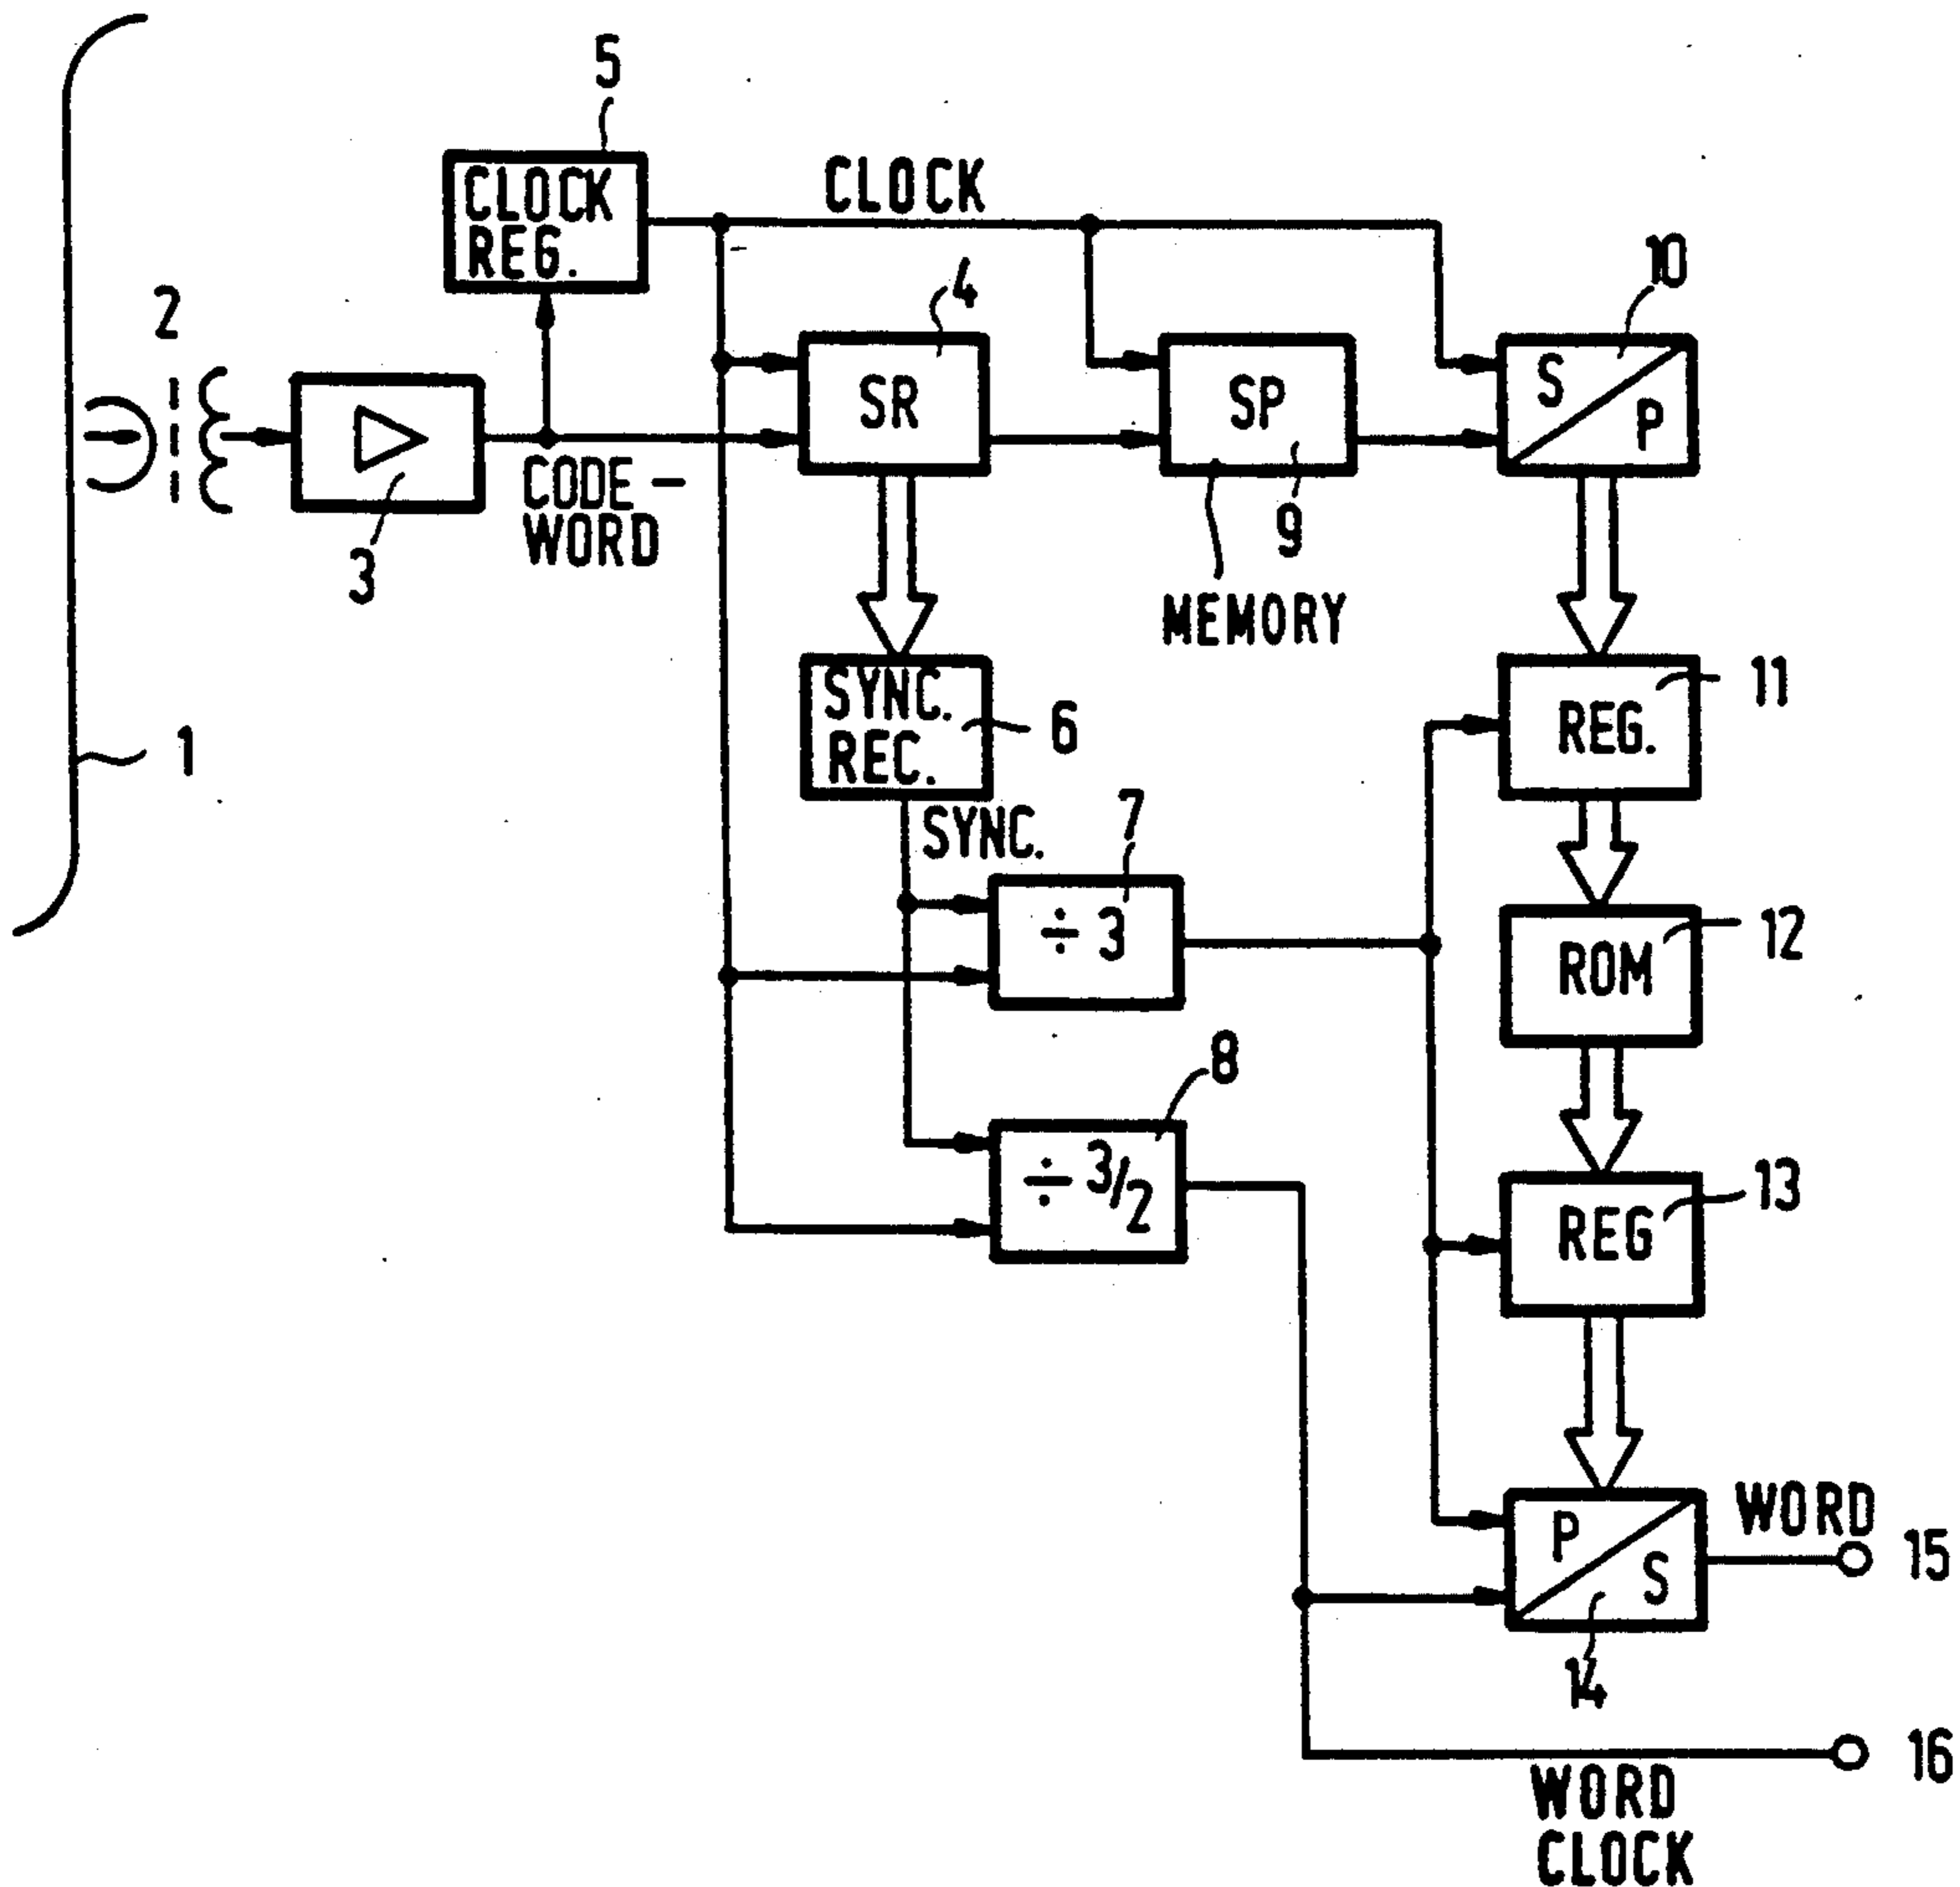 5
CLOCK
REG.
CLOCK
10
4
2
SR
SP
S
P
CODE-
WORD
3
9
MEMORY
11
SYNC.
REC.
6
REG.
1
7
SYNC.
÷ 3
12
ROM
8
÷ 3/2
13
REG
WORD
P
S
15
14
16
WORD
CLOCK